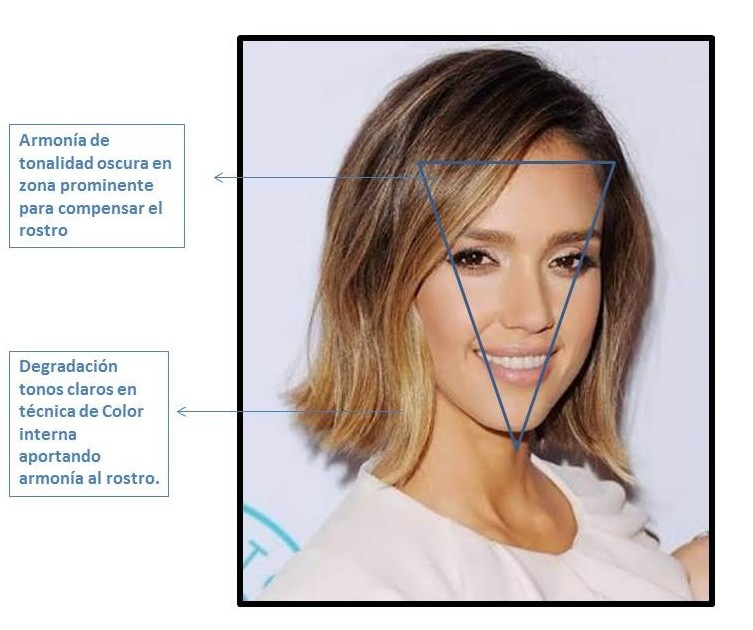 Armonía de
tonalidad oscura en
zona prominente
para compensar el
rostro
Degradación
tonos claros en
técnica de Color
interna
aportando
armonía al rostro.